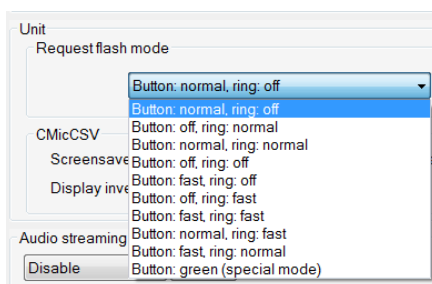 Unit
Request flash mode
Button: normal, ring: off
Button: normal, ring: off
Button: off, ring: normal
CMicCSV
Button: normal, ring: normal
Screensave
Button: off, ring: off
Button: fast, ring: off
Display inve
Button: off, ring: fast
Button: fast, ring: fast
Audio streaming
Button: normal, ring: fast
Button: fast, ring: normal
Disable
Button: green (special mode)